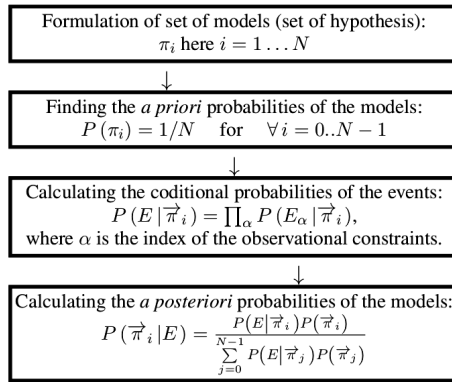 Formulation of set of models (set of hypothesis):
π_i here i = 1 … N
↓
Finding the a priori probabilities of the models:
P (π_i) = 1/N for ∀ i = 0..N − 1
↓
Calculating the coditional probabilities of the events:
P (E |π⃗_i) = ∏_α P (E_α |π⃗_i),
where α is the index of the observational constraints.
↓
Calculating the a posteriori probabilities of the models:
P (π⃗_i |E) = P(E|π⃗_i)P(π⃗_i) / ∑_{j=0}^{N−1} P(E|π⃗_j)P(π⃗_j)